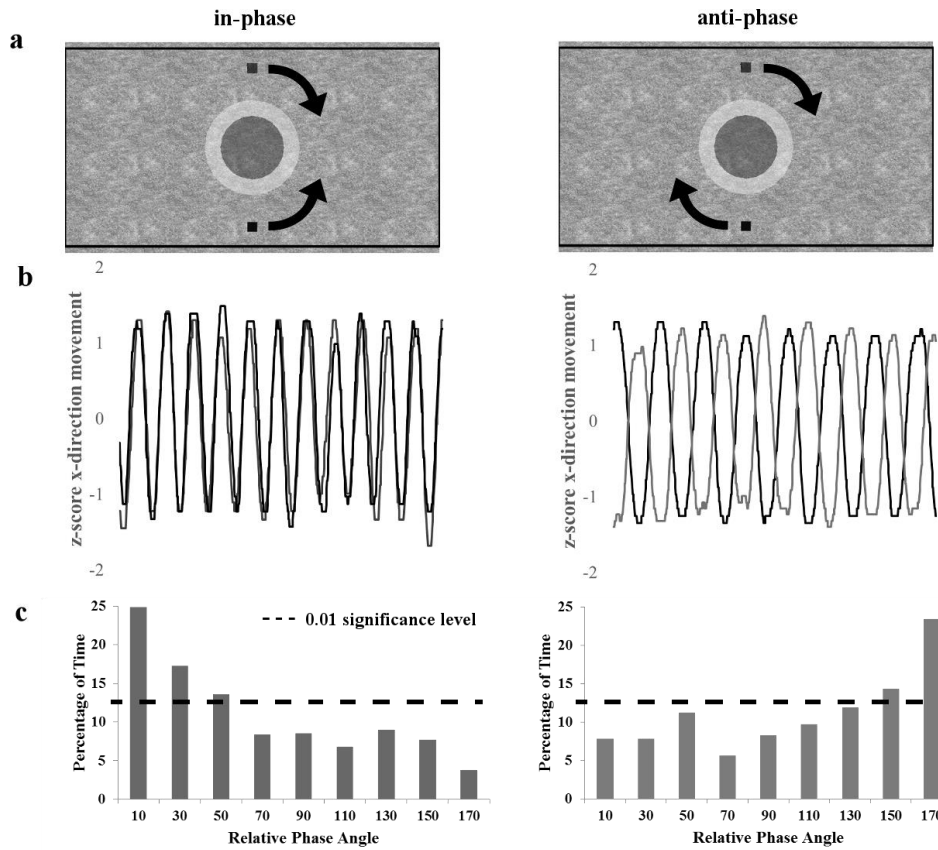 in-phase
anti-phase
a
b
z-score x-direction movement
2
1
0
-1
-2
z-score x-direction movement
2
1
0
-1
-2
c
Percentage of Time
25
20
15
10
5
0
0.01 significance level
10 30 50 70 90 110 130 150 170
Relative Phase Angle
Percentage of Time
25
20
15
10
5
0
10 30 50 70 90 110 130 150 170
Relative Phase Angle